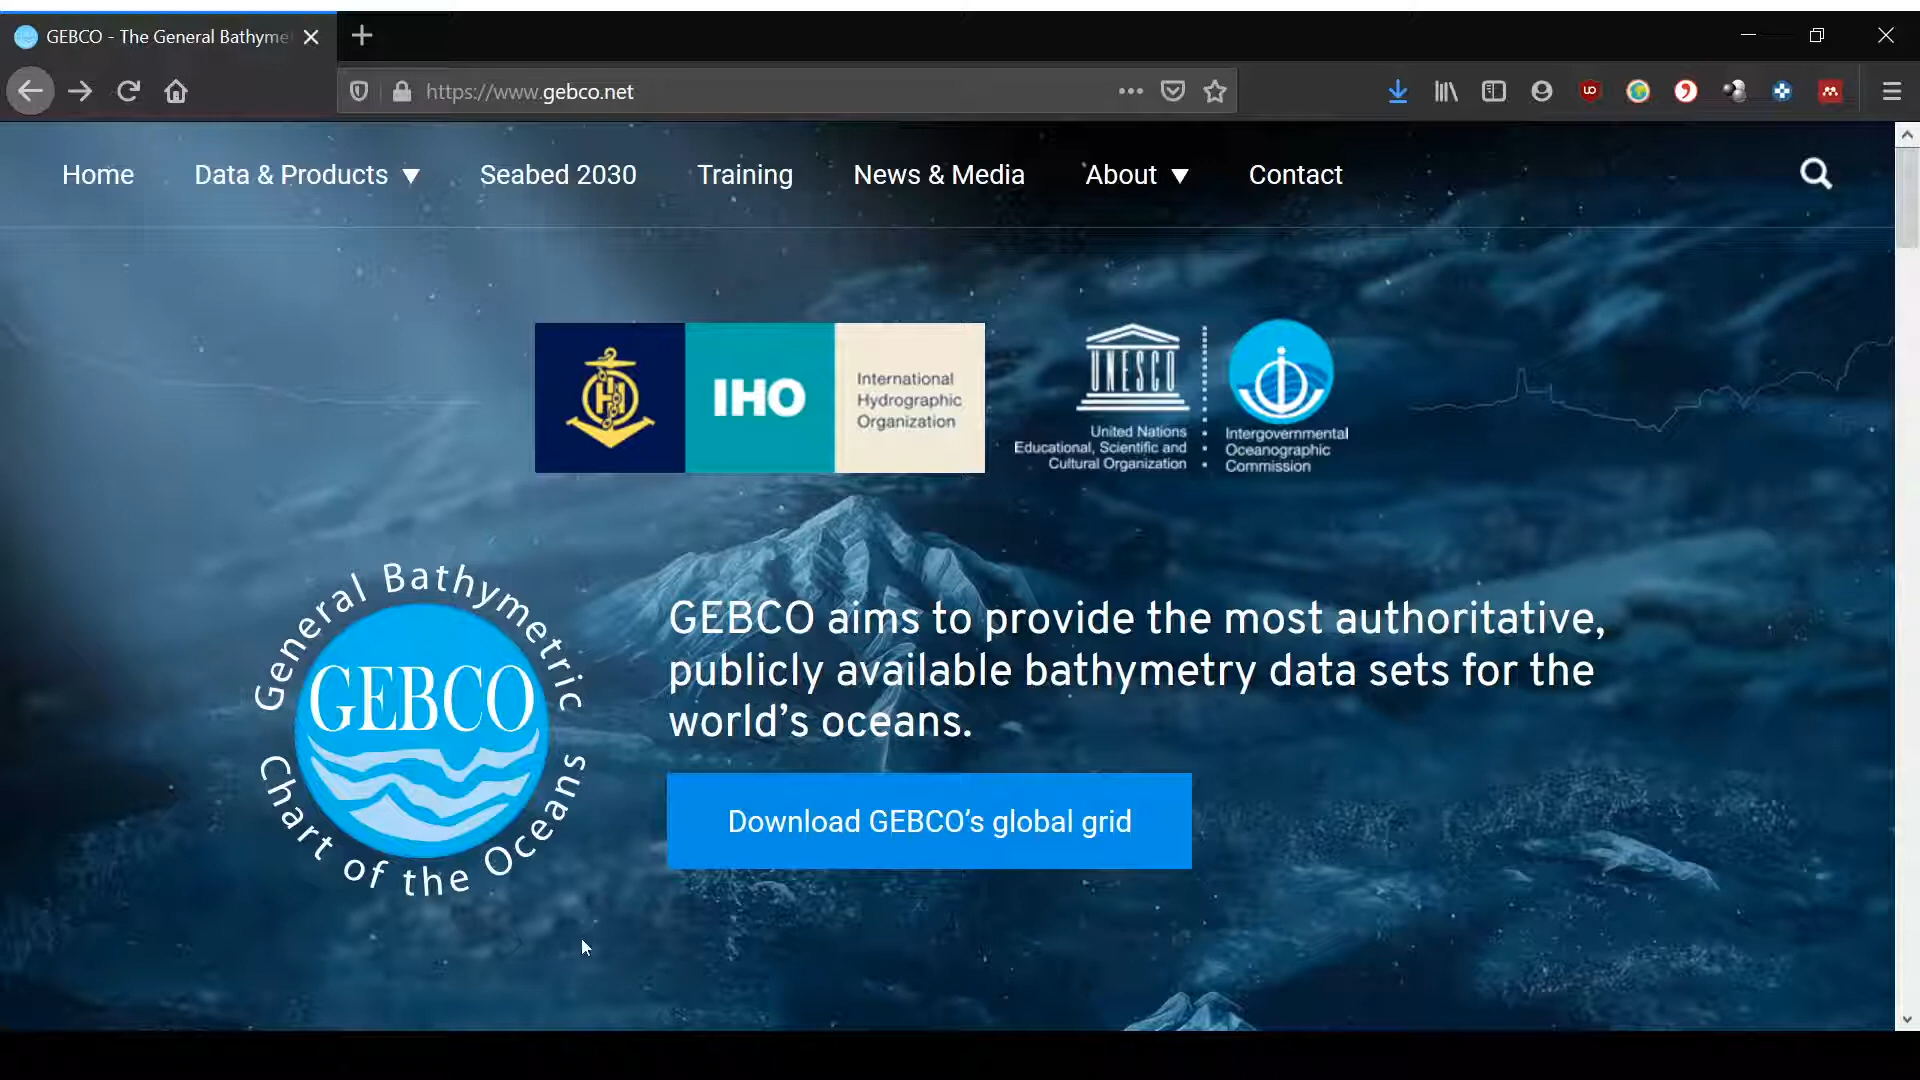 GEBCO - The General Bathyme
https://www.gebco.net
Home
Data & Products ▼
Seabed 2030
Training
News & Media
About ▼
Contact
IHO
International
Hydrographic
Organization
UNESCO
United Nations
Educational, Scientific and
Cultural Organization
Intergovernmental
Oceanographic
Commission
General Bathymetric
GEBCO
Chart of the Oceans
GEBCO aims to provide the most authoritative,
publicly available bathymetry data sets for the
world’s oceans.
Download GEBCO’s global grid